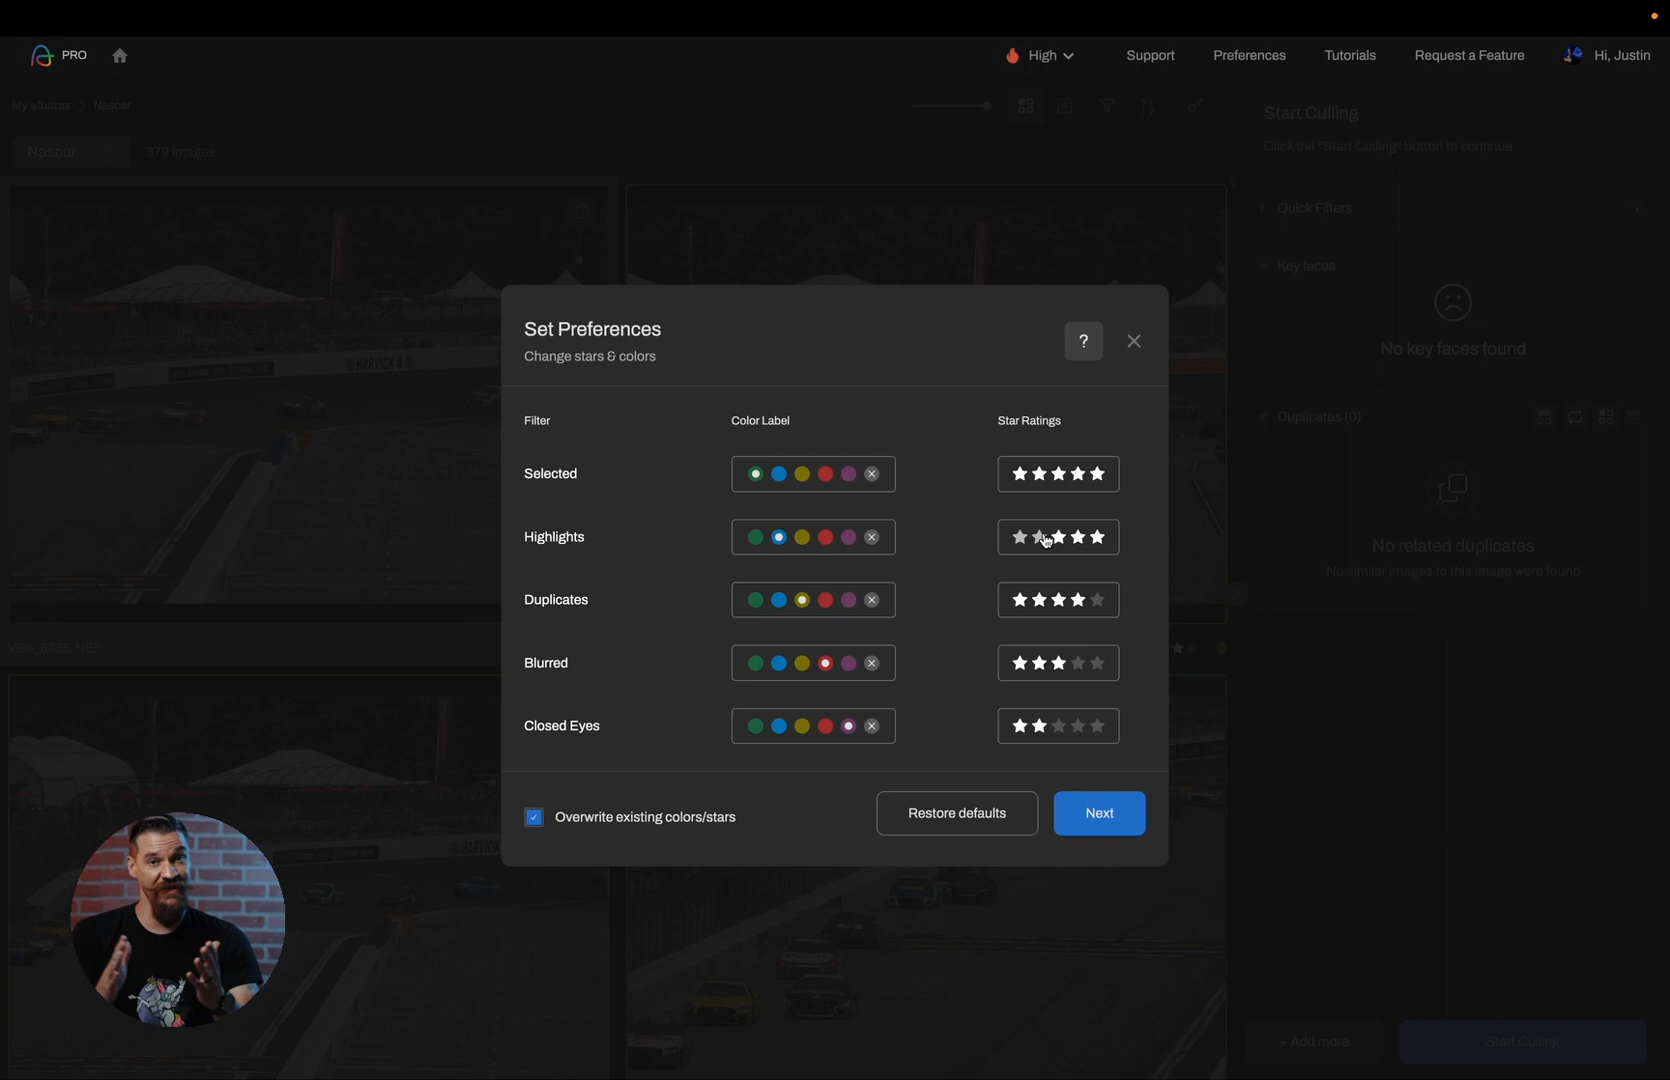 PRO
High
Support
Preferences
Tutorials
Request a Feature
Hi, Justin
My albums > Nascar
Nascar
379 images
Start Culling
Click the "Start Culling" button to continue
Quick Filters
Key faces
No key faces found
Duplicates (0)
No related duplicates
No similar images to this image were found
HARVICK 4
Set Preferences
Change stars & colors
?
Filter
Color Label
Star Ratings
Selected
Highlights
Duplicates
Blurred
Closed Eyes
Overwrite existing colors/stars
Restore defaults
Next
+ Add more
Start Culling